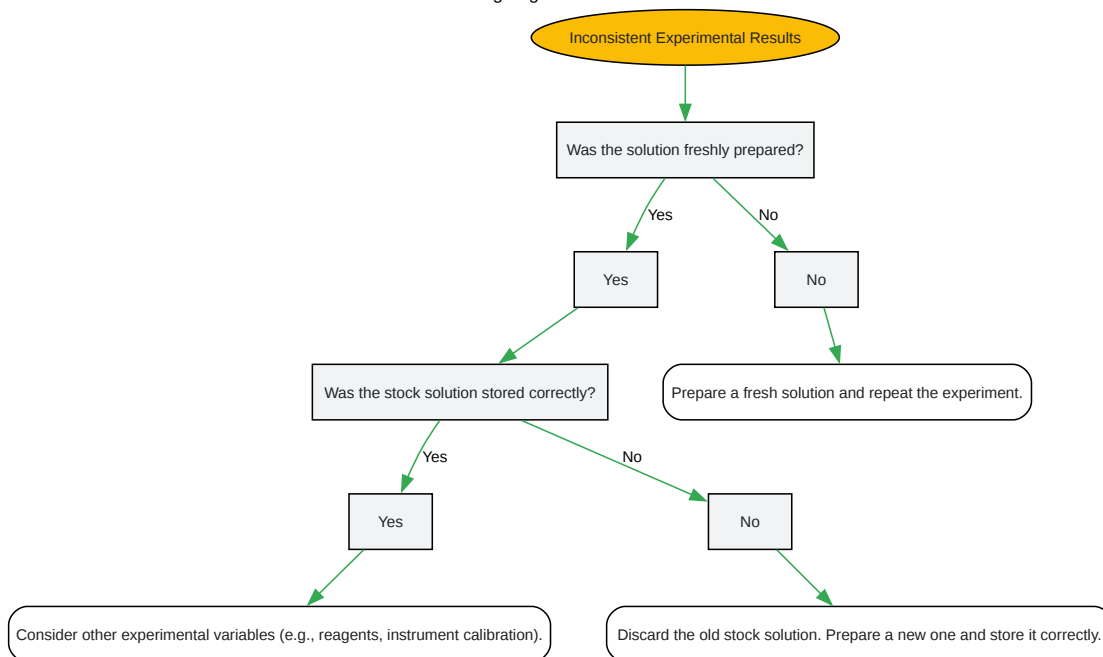 Inconsistent Experimental Results
Was the solution freshly prepared?
Yes
No
Yes
No
Was the stock solution stored correctly?
Prepare a fresh solution and repeat the experiment.
Yes
No
Yes
No
Consider other experimental variables (e.g., reagents, instrument calibration).
Discard the old stock solution. Prepare a new one and store it correctly.